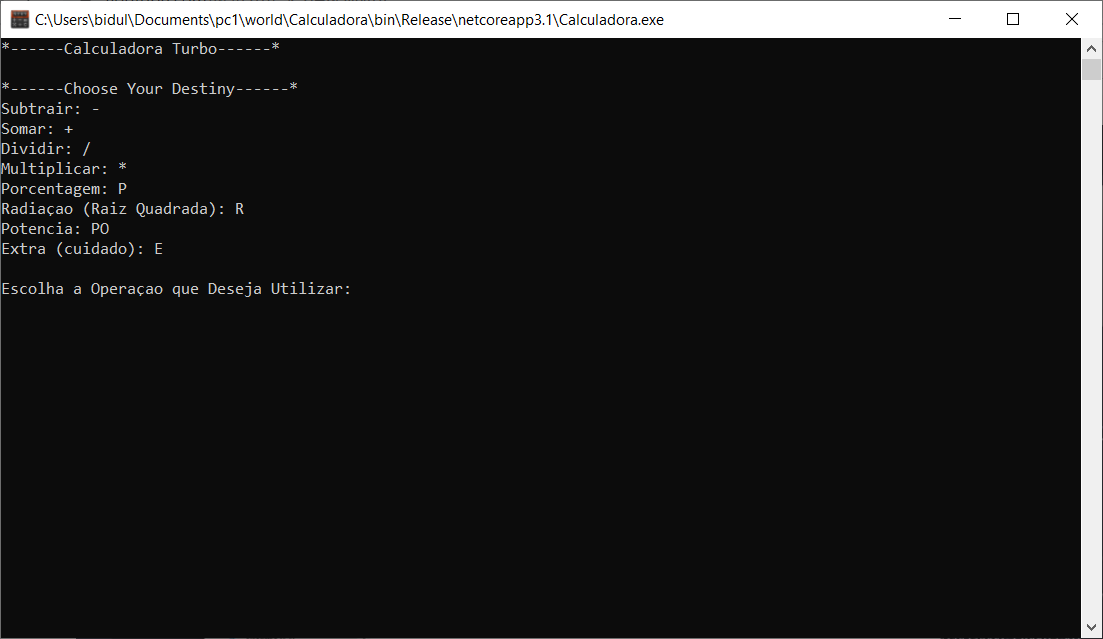 C:\Users\bidul\Documents\pc1\world\Calculadora\bin\Release\netcoreapp3.1\Calculadora.exe
*------Calculadora Turbo------*
*------Choose Your Destiny------*
Subtrair: -
Somar: +
Dividir: /
Multiplicar: *
Porcentagem: P
Radiaçao (Raiz Quadrada): R
Potencia: PO
Extra (cuidado): E
Escolha a Operaçao que Deseja Utilizar: